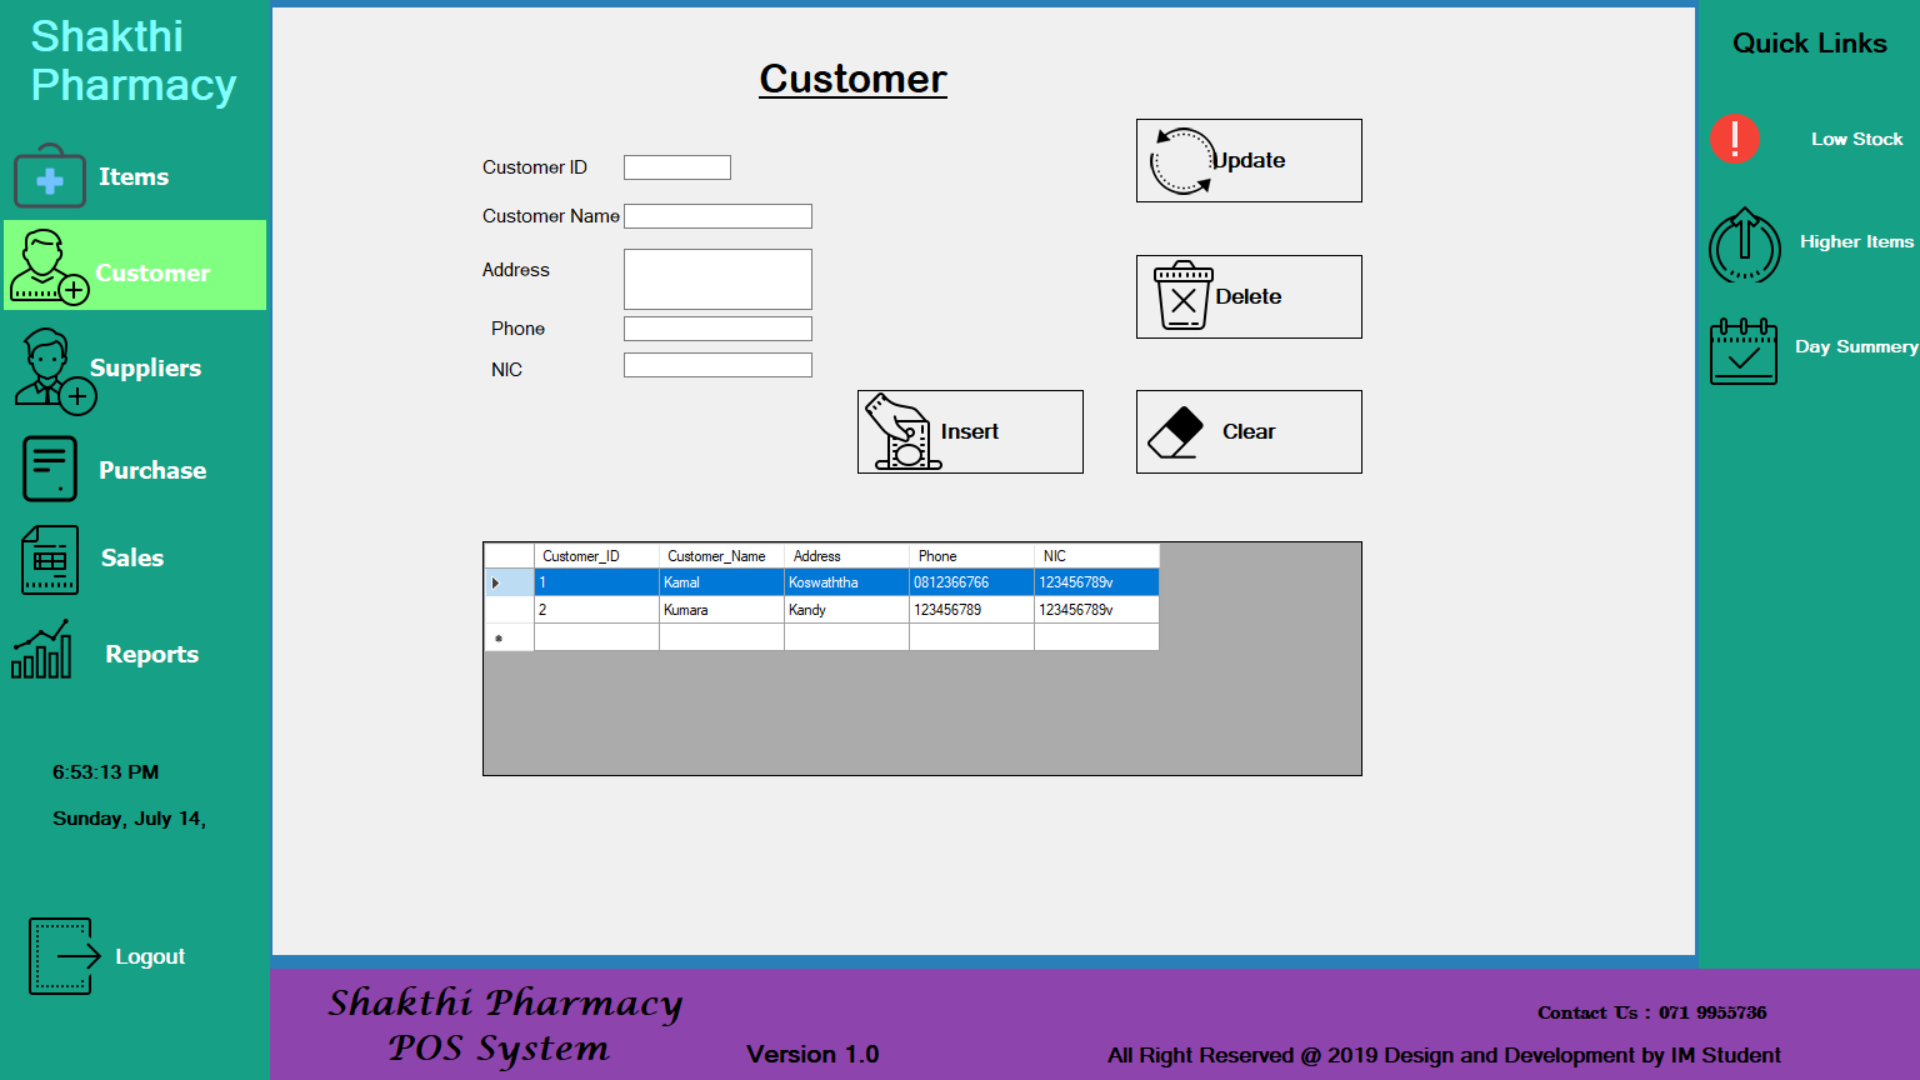 Shakthi
Pharmacy
Items
Customer
Suppliers
Purchase
Sales
Reports
6:53:13 PM
Sunday, July 14,
Logout
Customer
Customer ID
Customer Name
Address
Phone
NIC
Update
Delete
Insert
Clear
Customer_ID Customer_Name Address Phone NIC
1 Kamal Koswaththa 0812366766 123456789v
2 Kumara Kandy 123456789 123456789v
Quick Links
Low Stock
Higher Items
Day Summery
Shakthi Pharmacy
POS System
Version 1.0
Contact Us : 071 9955736
All Right Reserved @ 2019 Design and Development by IM Student